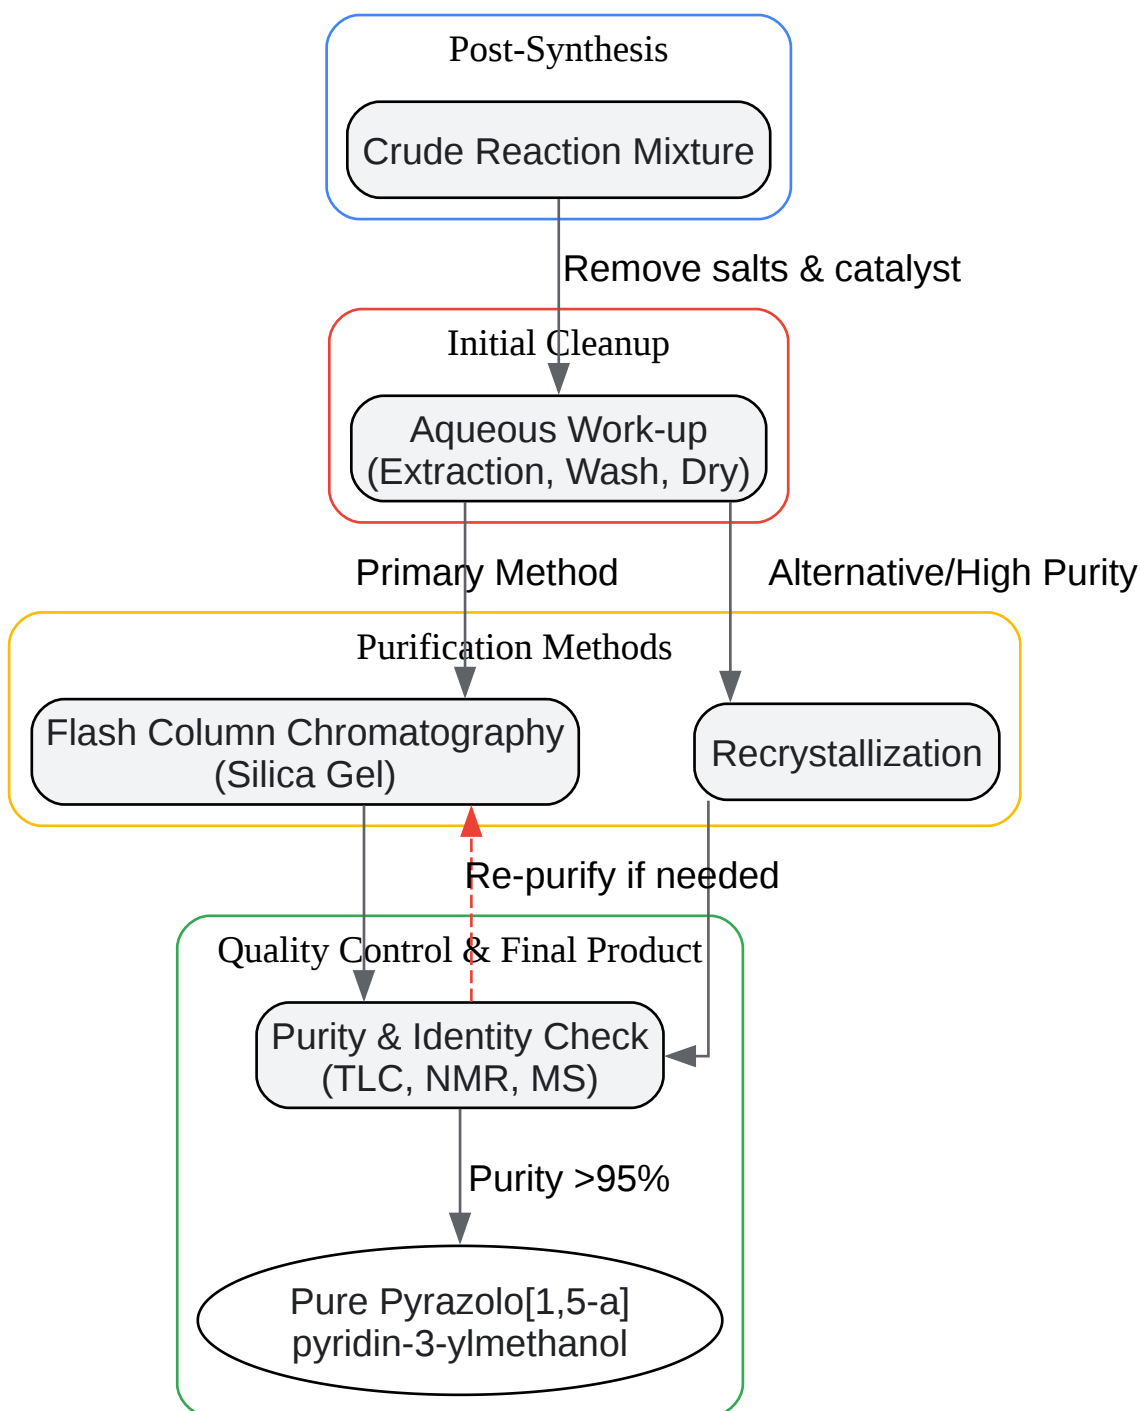 Post-Synthesis
Crude Reaction Mixture
Remove salts & catalyst
Initial Cleanup
Aqueous Work-up
(Extraction, Wash, Dry)
Primary Method
Alternative/High Purity
Purification Methods
Flash Column Chromatography
(Silica Gel)
Recrystallization
Re-purify if needed
Quality Control & Final Product
Purity & Identity Check
(TLC, NMR, MS)
Purity >95%
Pure Pyrazolo[1,5-a]
pyridin-3-ylmethanol